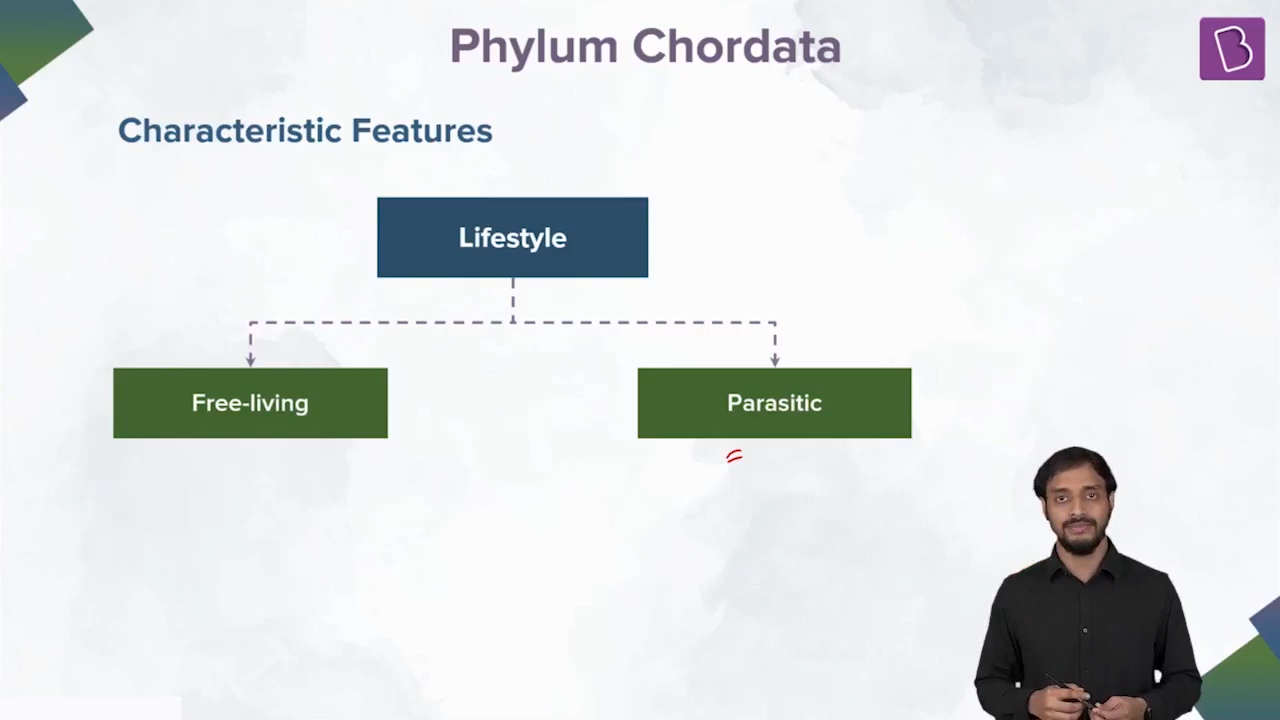 Phylum Chordata
Characteristic Features
Lifestyle
Free-living
Parasitic